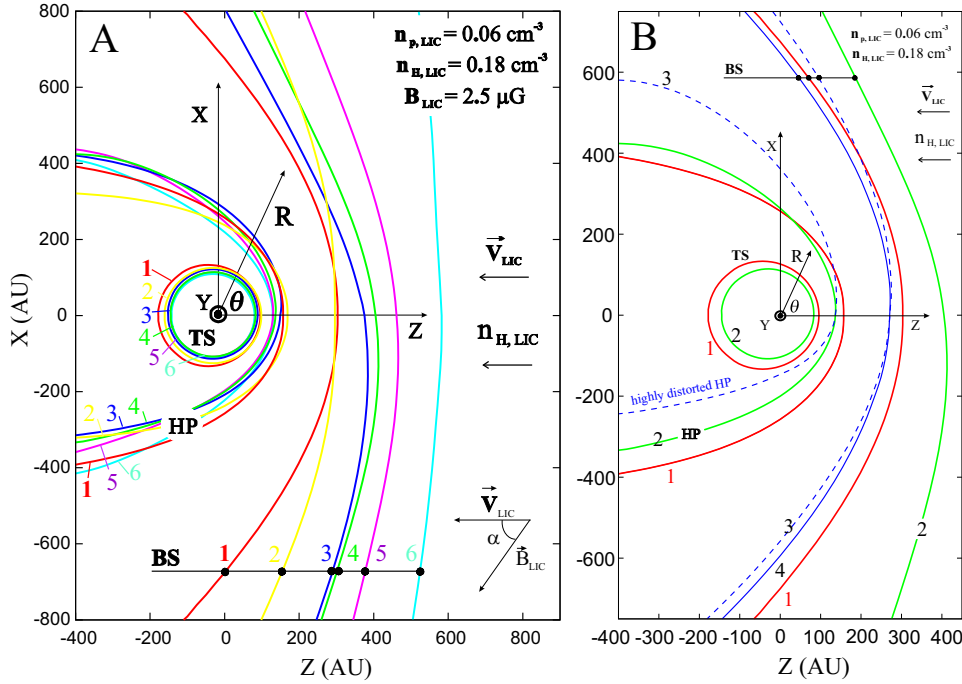 A
n_p,LIC = 0.06 cm⁻³
n_H,LIC = 0.18 cm⁻³
B_LIC = 2.5 μG
X
R
1
2
3
4
5
6
Y
θ
TS
Z
V_LIC
n_H,LIC
2
3
4
HP
1
5
6
V_LIC
α
B_LIC
BS
1
2
3
4
5
6
800
600
400
200
0
-200
-400
-600
-800
X (AU)
-400
-200
0
200
400
600
800
Z (AU)
B
n_p,LIC = 0.06 cm⁻³
n_H,LIC = 0.18 cm⁻³
BS
3
V_LIC
n_H,LIC
X
TS
R
θ
Y
Z
1
2
highly distorted HP
2
HP
1
3
4
1
2
600
400
200
0
-200
-400
-600
-400
-300
-200
-100
0
100
200
300
400
Z (AU)